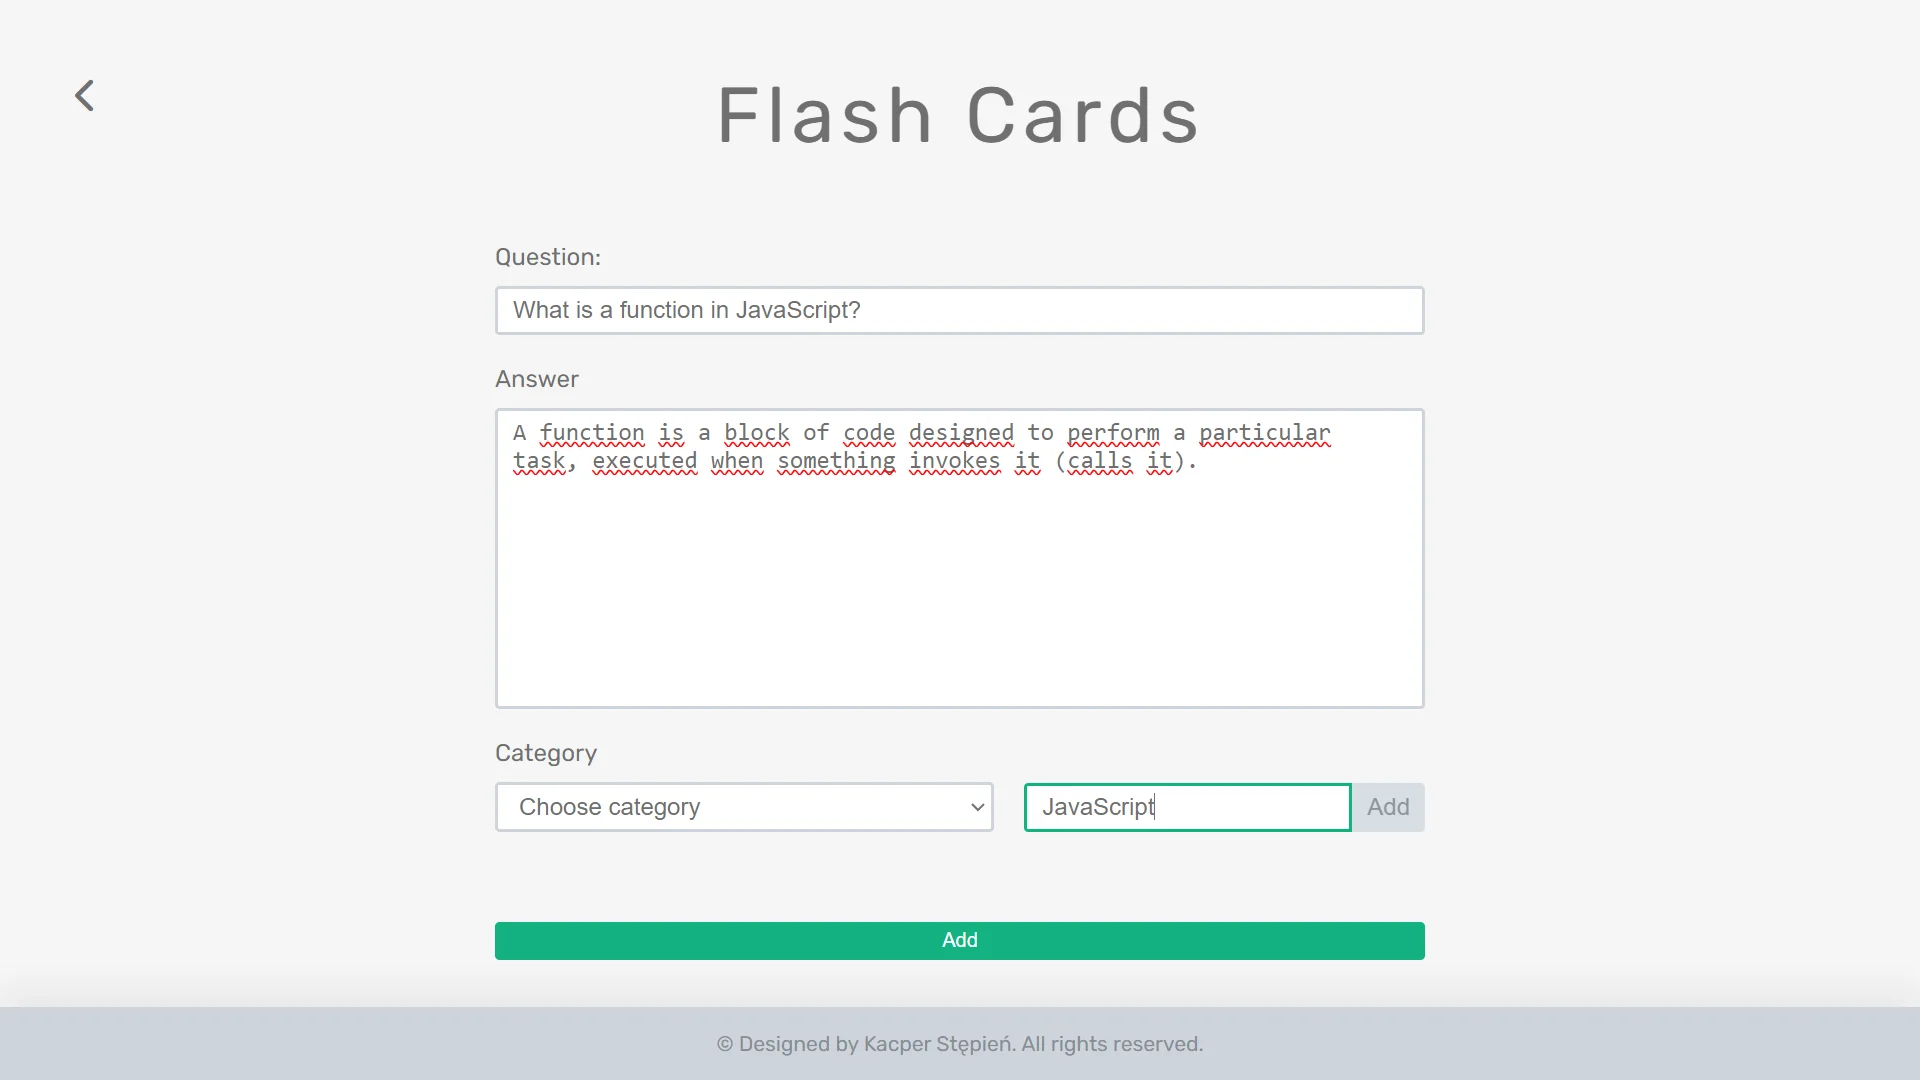 Flash Cards
Question:
What is a function in JavaScript?
Answer
A function is a block of code designed to perform a particular
task, executed when something invokes it (calls it).
Category
Choose category
JavaScript
Add
Add
© Designed by Kacper Stępień. All rights reserved.